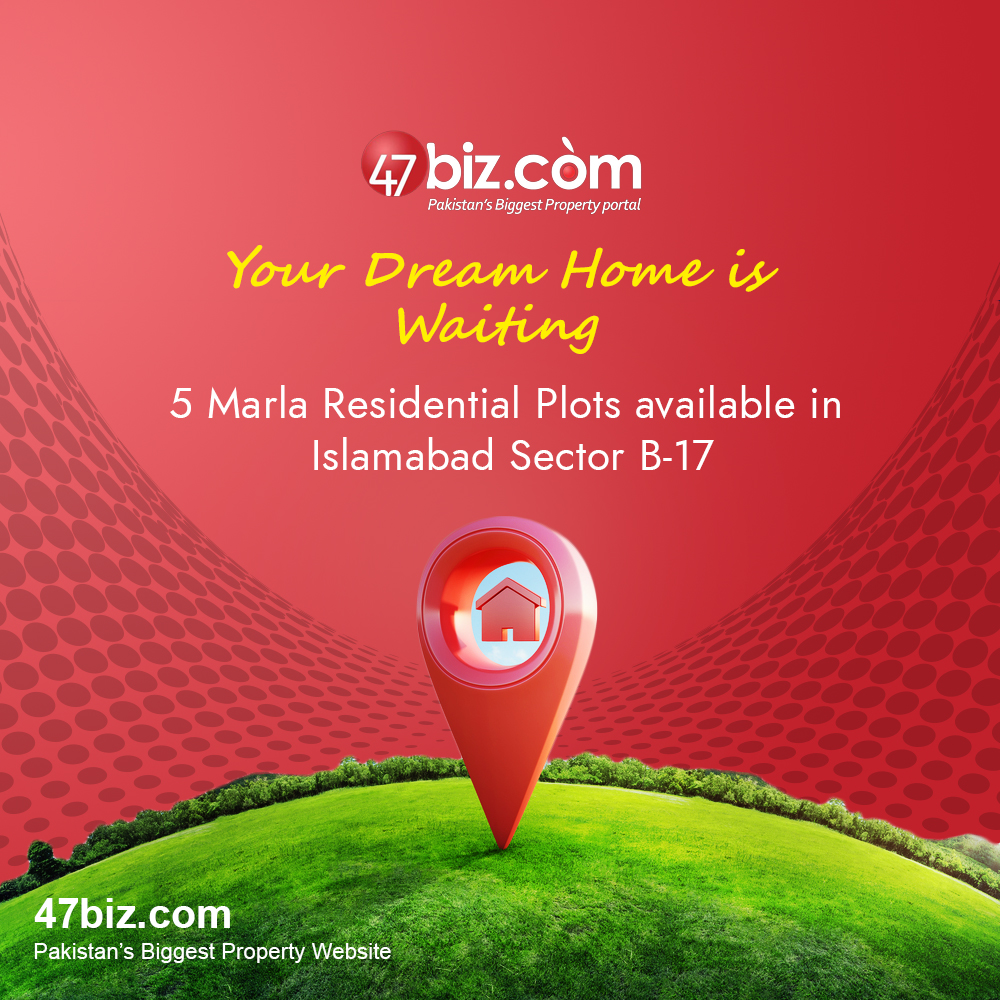 47biz.còm
Pakistan's Biggest Property portal
Your Dream Home is
Waiting
5 Marla Residential Plots available in
Islamabad Sector B-17
47biz.com
Pakistan's Biggest Property Website